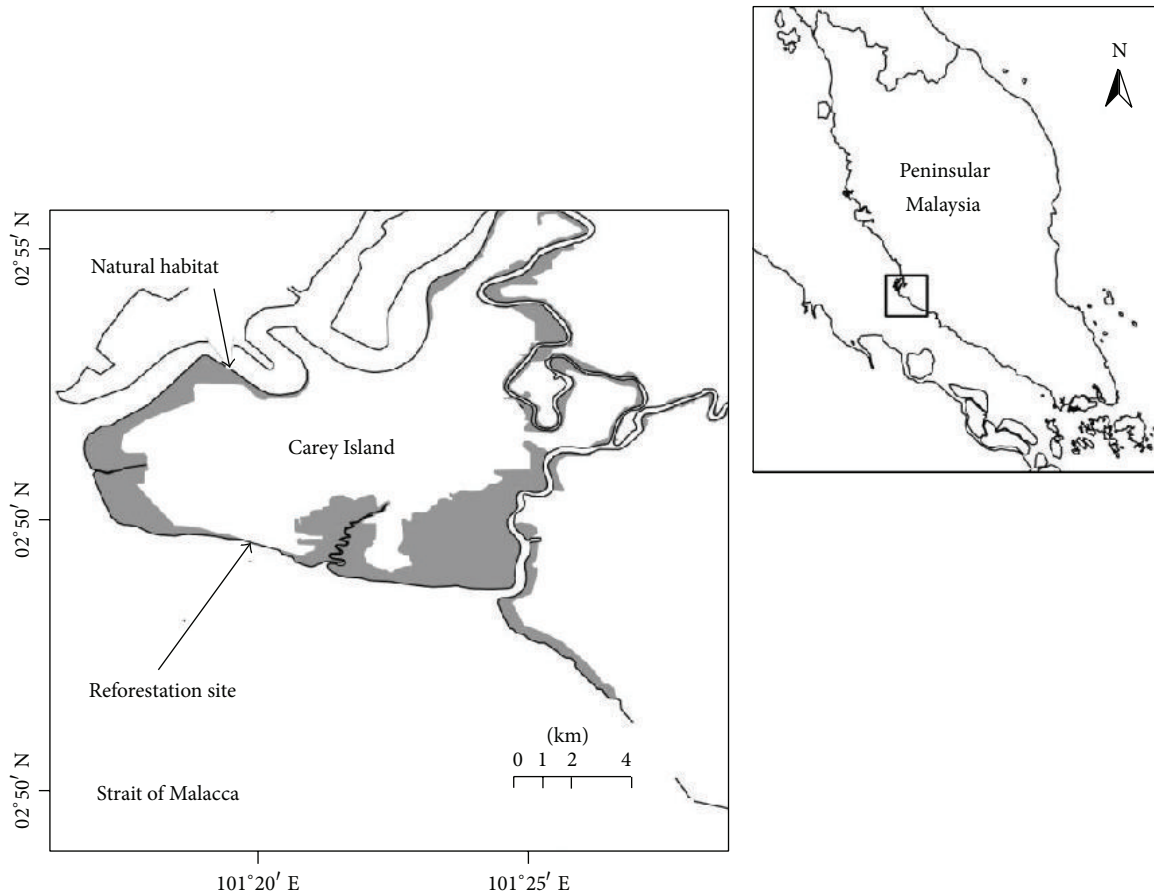 N
Peninsular
Malaysia
02°55′ N
Natural habitat
Carey Island
02°50′ N
Reforestation site
(km)
0 1 2 4
02°50′ N
Strait of Malacca
101°20′ E 101°25′ E